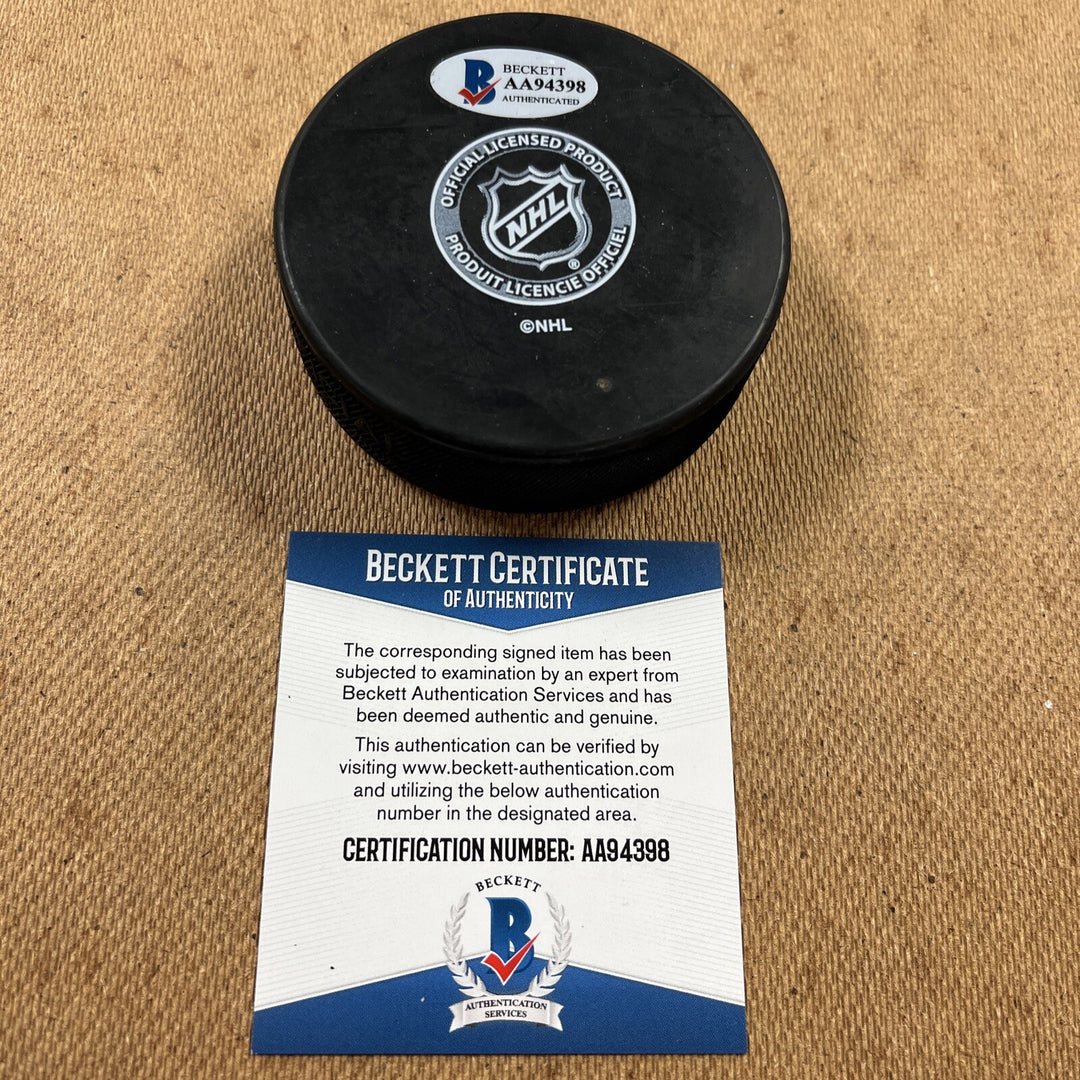 BECKETT
AA94398
AUTHENTICATED
OFFICIAL LICENSED PRODUCT
NHL
®
PRODUIT LICENCIE OFFICIEL
©NHL
BECKETT CERTIFICATE
OF AUTHENTICITY
The corresponding signed item has been
subjected to examination by an expert from
Beckett Authentication Services and has
been deemed authentic and genuine.
This authentication can be verified by
visiting www.beckett-authentication.com
and utilizing the below authentication
number in the designated area.
CERTIFICATION NUMBER: AA94398
BECKETT
B
AUTHENTICATION
SERVICES